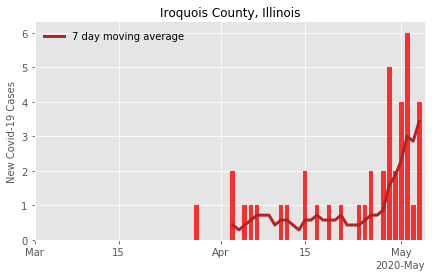 Iroquois County, Illinois
7 day moving average
New Covid-19 Cases
6
5
4
3
2
1
0
Mar 15 Apr 15 May
2020-May